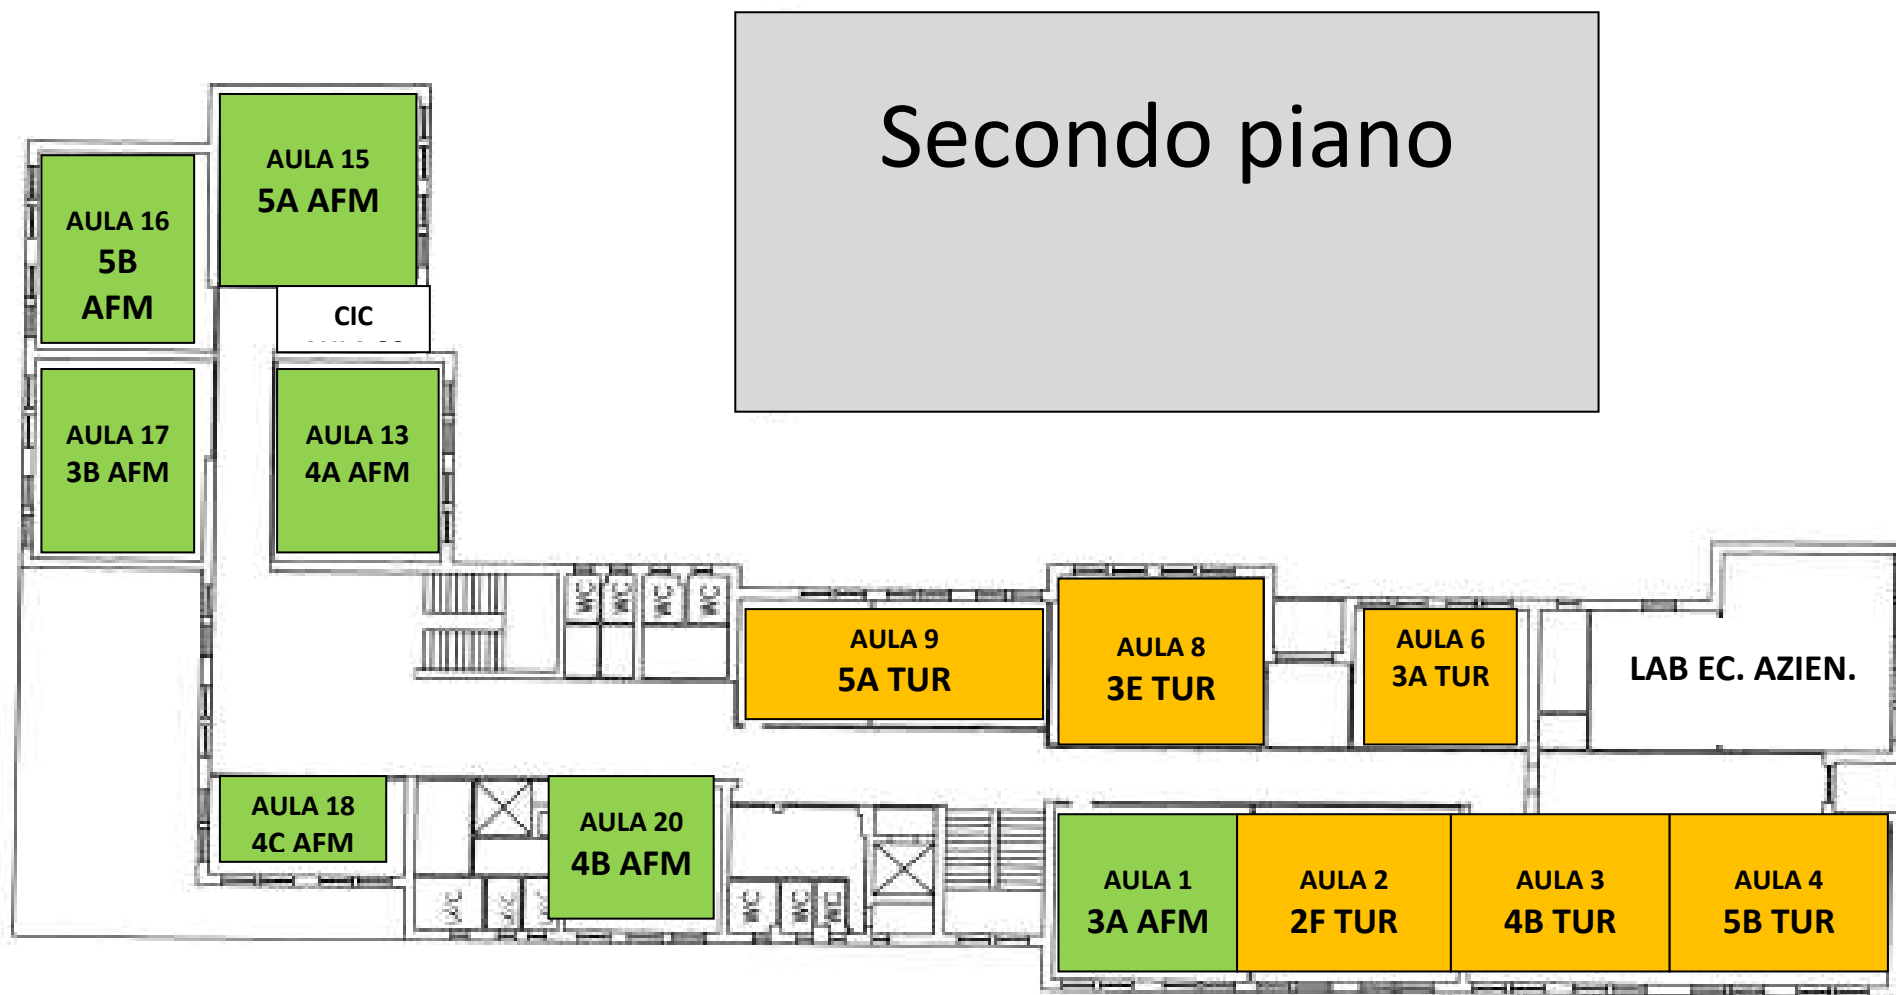 Secondo piano
AULA 15
5A AFM
AULA 16
5B
AFM
CIC
AULA 17
3B AFM
AULA 13
4A AFM
WC
WC
WC
WC
AULA 9
5A TUR
AULA 8
3E TUR
AULA 6
3A TUR
LAB EC. AZIEN.
AULA 18
4C AFM
AULA 20
4B AFM
WC
WC
WC
AULA 1
3A AFM
AULA 2
2F TUR
AULA 3
4B TUR
AULA 4
5B TUR